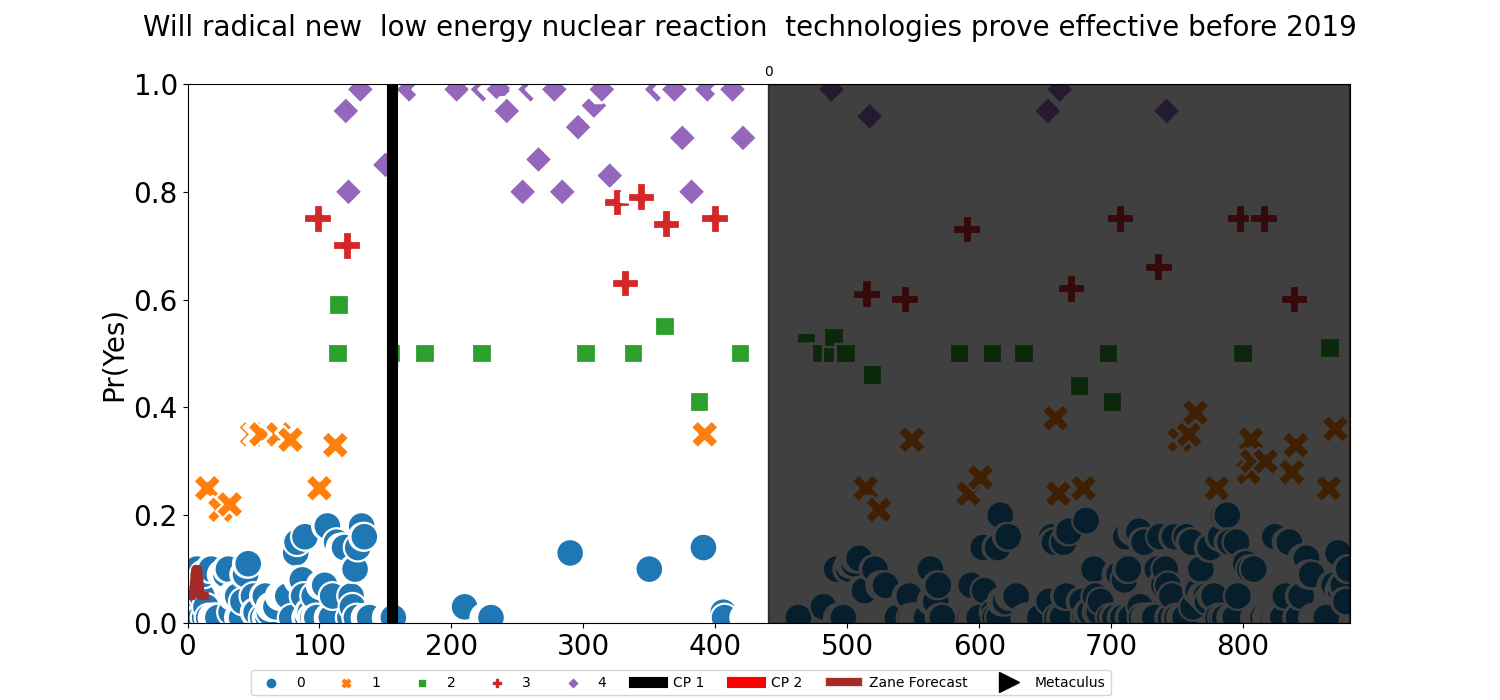 Will radical new  low energy nuclear reaction  technologies prove effective before 2019
0
1.0
0.8
0.6
0.4
0.2
0.0
Pr(Yes)
0 100 200 300 400 500 600 700 800
0 1 2 3 4 CP 1 CP 2 Zane Forecast Metaculus